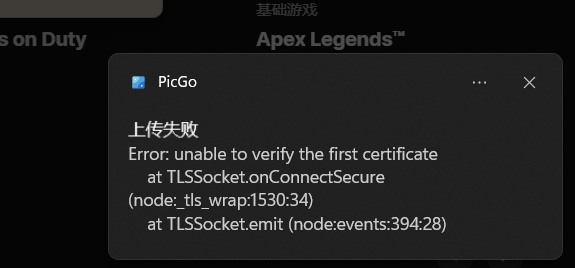 基础游戏
s on Duty
Apex Legends™
PicGo
上传失败
Error: unable to verify the first certificate
at TLSSocket.onConnectSecure
(node:_tls_wrap:1530:34)
at TLSSocket.emit (node:events:394:28)